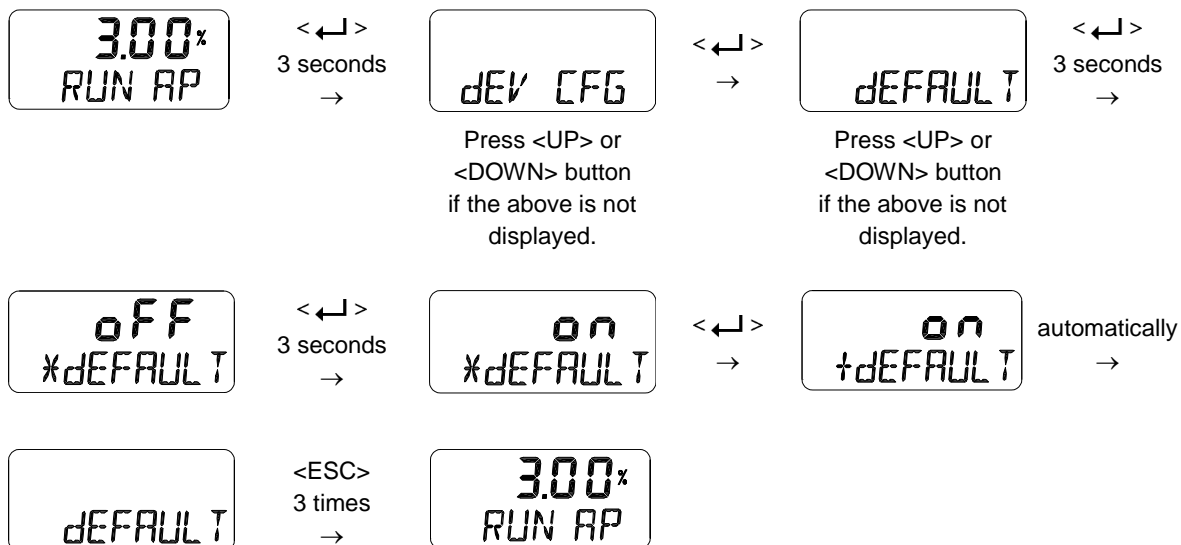 3.00%
RUN AP
<↵>
3 seconds
→
dEV CFG
Press <UP> or
<DOWN> button
if the above is not
displayed.
<↵>
→
dEFAULT
Press <UP> or
<DOWN> button
if the above is not
displayed.
<↵>
3 seconds
→
oFF
*dEFAULT
<↵>
3 seconds
→
on
*dEFAULT
<↵>
→
on
+dEFAULT
automatically
→
dEFAULT
<ESC>
3 times
→
3.00%
RUN AP